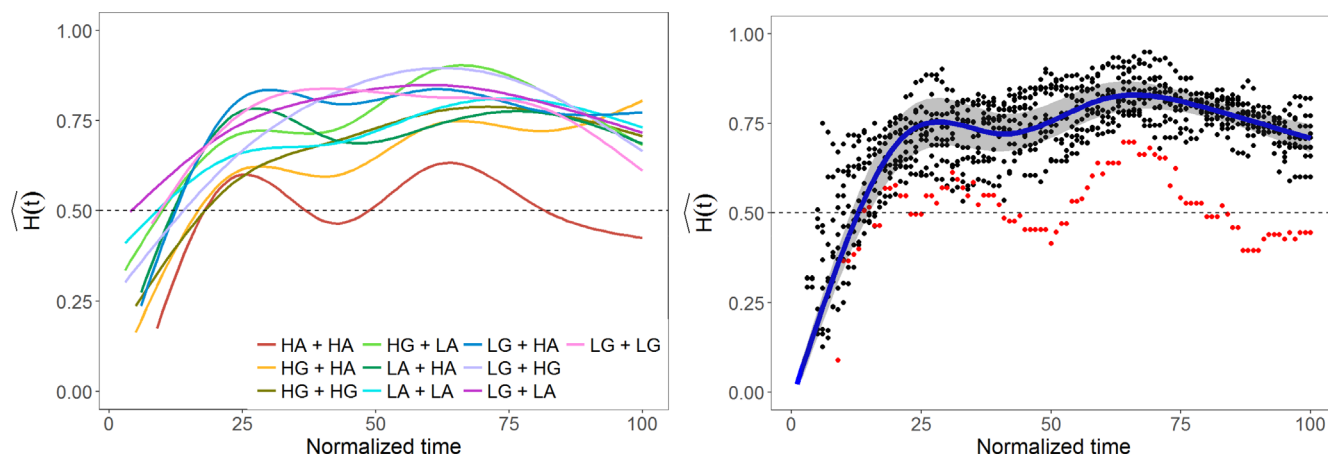 1.00
0.75
0.50
0.25
0.00
H(t)
HA + HA HG + LA LG + HA LG + LG
HG + HA LA + HA LG + HG
HG + HG LA + LA LG + LA
0 25 50 75 100
Normalized time
1.00
0.75
0.50
0.25
0.00
H(t)
0 25 50 75 100
Normalized time